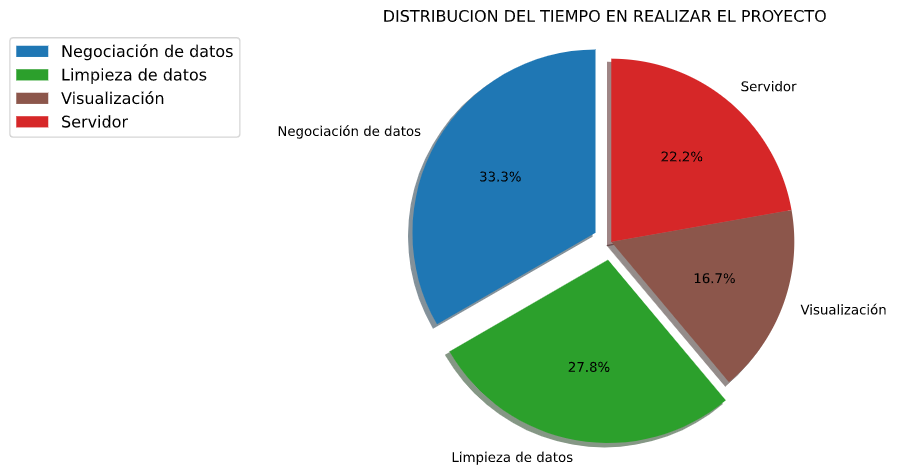 DISTRIBUCION DEL TIEMPO EN REALIZAR EL PROYECTO
Negociación de datos
Limpieza de datos
Visualización
Servidor
Servidor
Negociación de datos
22.2%
33.3%
16.7%
Visualización
27.8%
Limpieza de datos